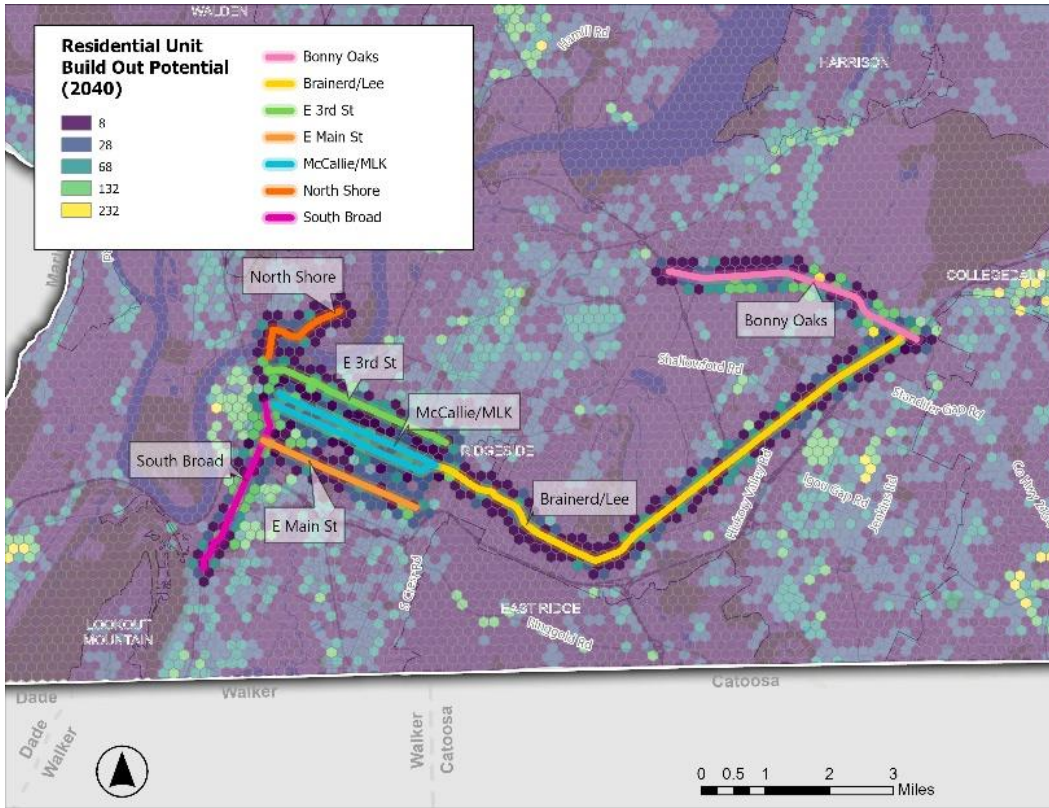 WALDEN
Residential Unit
Build Out Potential
(2040)
8
28
68
132
232
Bonny Oaks
Brainerd/Lee
E 3rd St
E Main St
McCallie/MLK
North Shore
South Broad
Hamill Rd
HARRISON
COLLEGEDALE
North Shore
Bonny Oaks
E 3rd St
Shallowford Rd
McCallie/MLK
Standifer Gap Rd
RIDGESIDE
South Broad
Hickory Valley Rd
Igou Gap Rd
Jenkins Rd
Brainerd/Lee
E Main St
S Crest Rd
EAST RIDGE
Ringgold Rd
LOOKOUT
MOUNTAIN
Dade
Walker
Catoosa
Dade
Walker
Walker
Catoosa
0 0.5 1 2 3
Miles